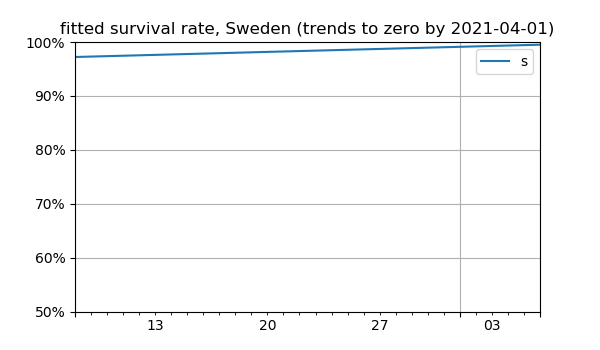 fitted survival rate, Sweden (trends to zero by 2021-04-01)
100%
s
90%
80%
70%
60%
50%
13 20 27 03